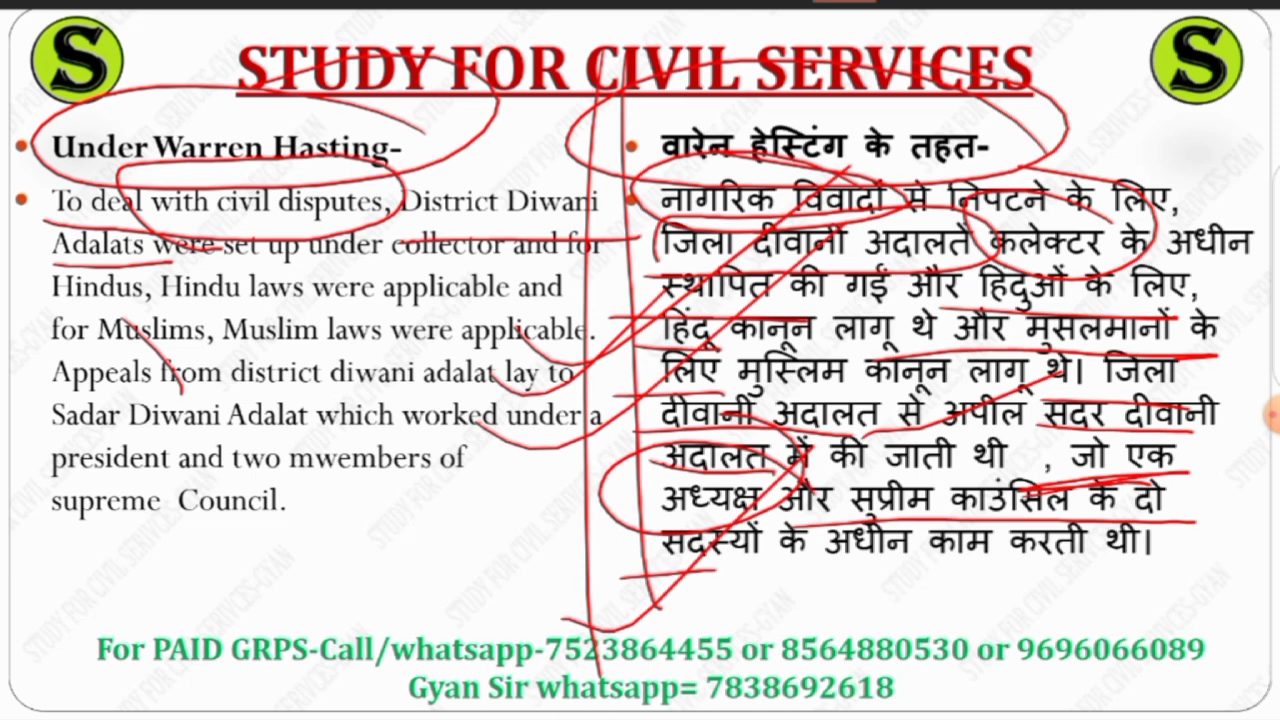 S
STUDY FOR CIVIL SERVICES
S
Under Warren Hasting-
To deal with civil disputes, District Diwani
Adalats were set up under collector and for
Hindus, Hindu laws were applicable and
for Muslims, Muslim laws were applicable.
Appeals from district diwani adalat lay to
Sadar Diwani Adalat which worked under a
president and two mwembers of
supreme Council.
वारेन हेस्टिंग के तहत-
नागरिक विवादों से निपटने के लिए,
जिला दीवानी अदालतें कलेक्टर के अधीन
स्थापित की गईं और हिंदुओं के लिए,
हिंदू कानून लागू थे और मुसलमानों के
लिए मुस्लिम कानून लागू थे। जिला
दीवानी अदालत से अपील सदर दीवानी
अदालत में की जाती थी , जो एक
अध्यक्ष और सुप्रीम काउंसिल के दो
सदस्यों के अधीन काम करती थी।
For PAID GRPS-Call/whatsapp-7523864455 or 8564880530 or 9696066089
Gyan Sir whatsapp= 7838692618